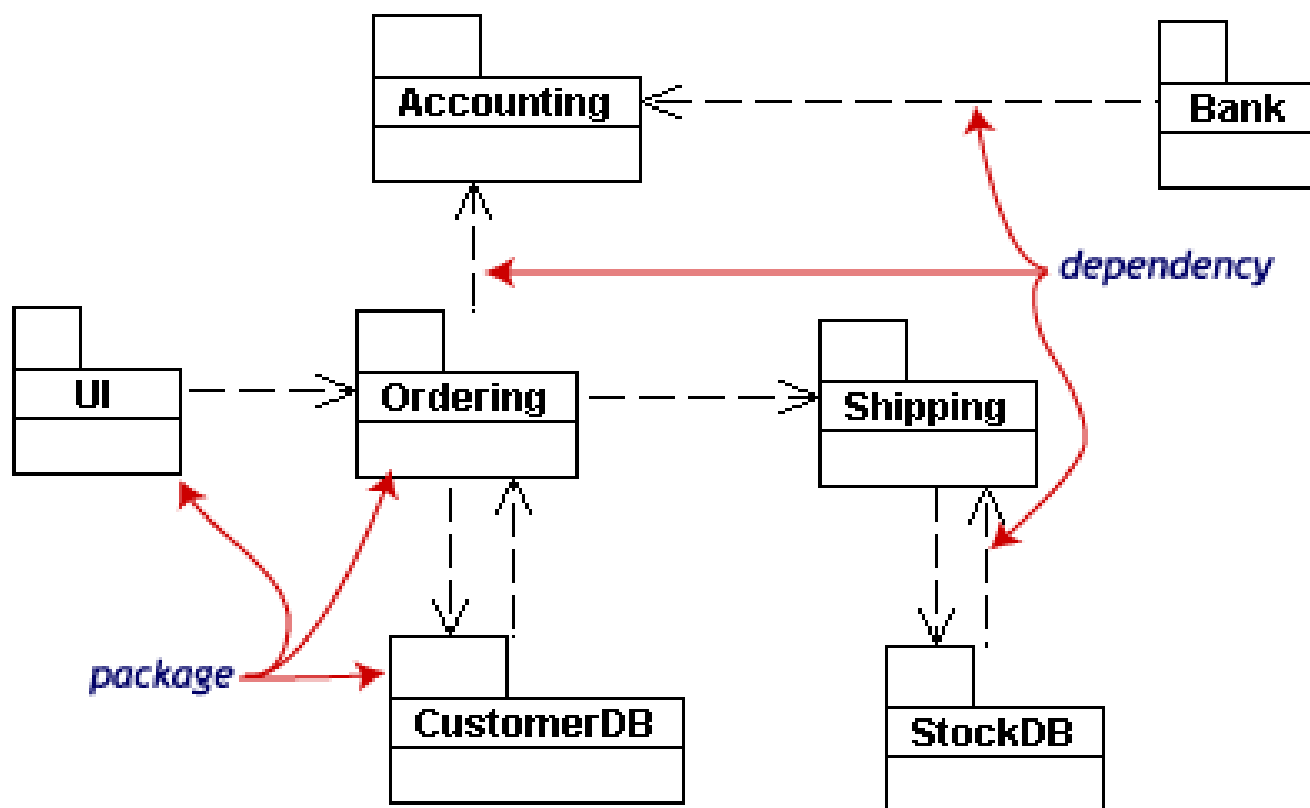 Accounting
Bank
dependency
UI
Ordering
Shipping
package
CustomerDB
StockDB